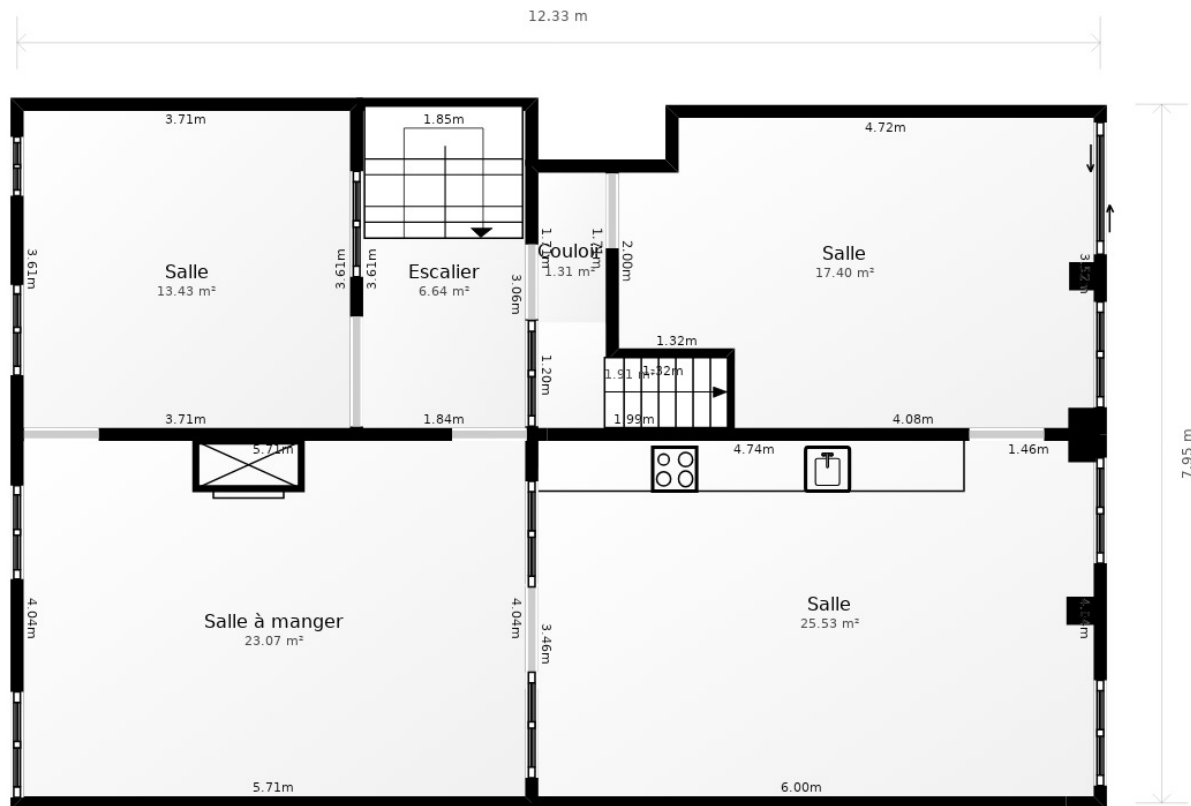 12.33 m
3.71m
1.85m
4.72m
3.61m
Salle
13.43 m²
3.61m
3.61m
Escalier
6.64 m²
3.06m
1.71m
Couloir
1.31 m²
2.00m
Salle
17.40 m²
3.52m
1.20m
1.32m
1.91 m²
1.32m
3.71m
1.84m
1.99m
4.08m
5.71m
4.74m
1.46m
7.95 m
4.04m
Salle à manger
23.07 m²
4.04m
3.46m
Salle
25.53 m²
5.71m
6.00m